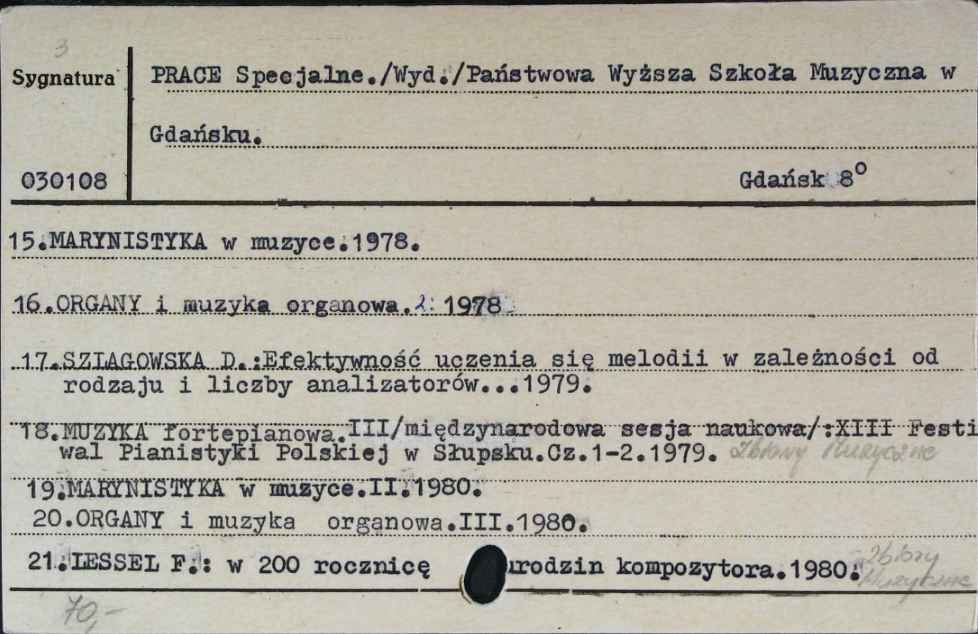 3
Sygnatura
PRACE Specjalne./Wyd./Państwowa Wyższa Szkoła Muzyczna w
Gdańsku.
030108
Gdańsk 8°
15.MARYNISTYKA w muzyce.1978.
16.ORGANY i muzyka organowa.2. 1978
17.SZLAGOWSKA D.:Efektywność uczenia się melodii w zależności od
rodzaju i liczby analizatorów...1979.
18.MUZYKA fortepianowa.III/międzynarodowa sesja naukowa/:XIII Festi
wal Pianistyki Polskiej w Słupsku.Cz.1-2.1979. Zbiory Muzyczne
19.MARYNISTYKA w muzyce.II.1980.
20.ORGANY i muzyka organowa.III.1980.
21.LESSEL F.: w 200 rocznicę urodzin kompozytora.1980. Zbiory
Muzyczne
70,-